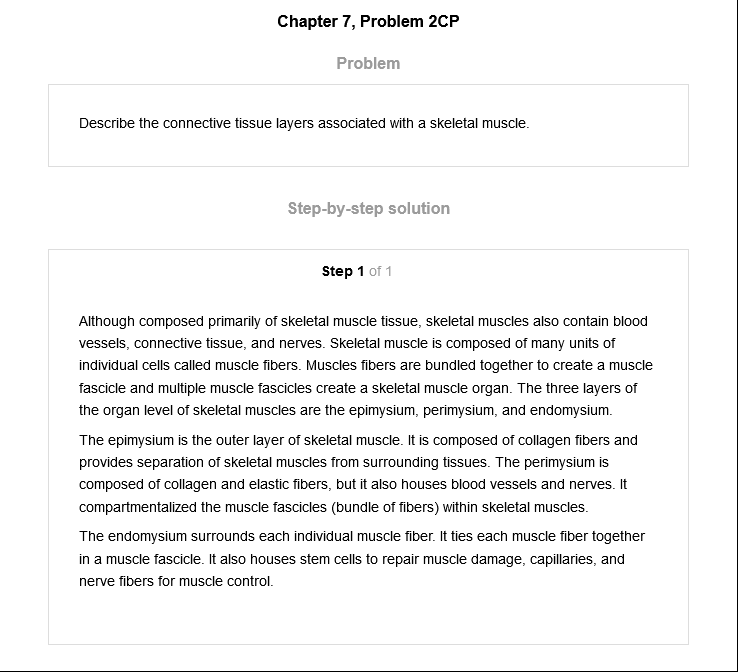 Chapter 7, Problem 2CP
Problem
Describe the connective tissue layers associated with a skeletal muscle.
Step-by-step solution
Step 1 of 1
Although composed primarily of skeletal muscle tissue, skeletal muscles also contain blood
vessels, connective tissue, and nerves. Skeletal muscle is composed of many units of
individual cells called muscle fibers. Muscles fibers are bundled together to create a muscle
fascicle and multiple muscle fascicles create a skeletal muscle organ. The three layers of
the organ level of skeletal muscles are the epimysium, perimysium, and endomysium.
The epimysium is the outer layer of skeletal muscle. It is composed of collagen fibers and
provides separation of skeletal muscles from surrounding tissues. The perimysium is
composed of collagen and elastic fibers, but it also houses blood vessels and nerves. It
compartmentalized the muscle fascicles (bundle of fibers) within skeletal muscles.
The endomysium surrounds each individual muscle fiber. It ties each muscle fiber together
in a muscle fascicle. It also houses stem cells to repair muscle damage, capillaries, and
nerve fibers for muscle control.